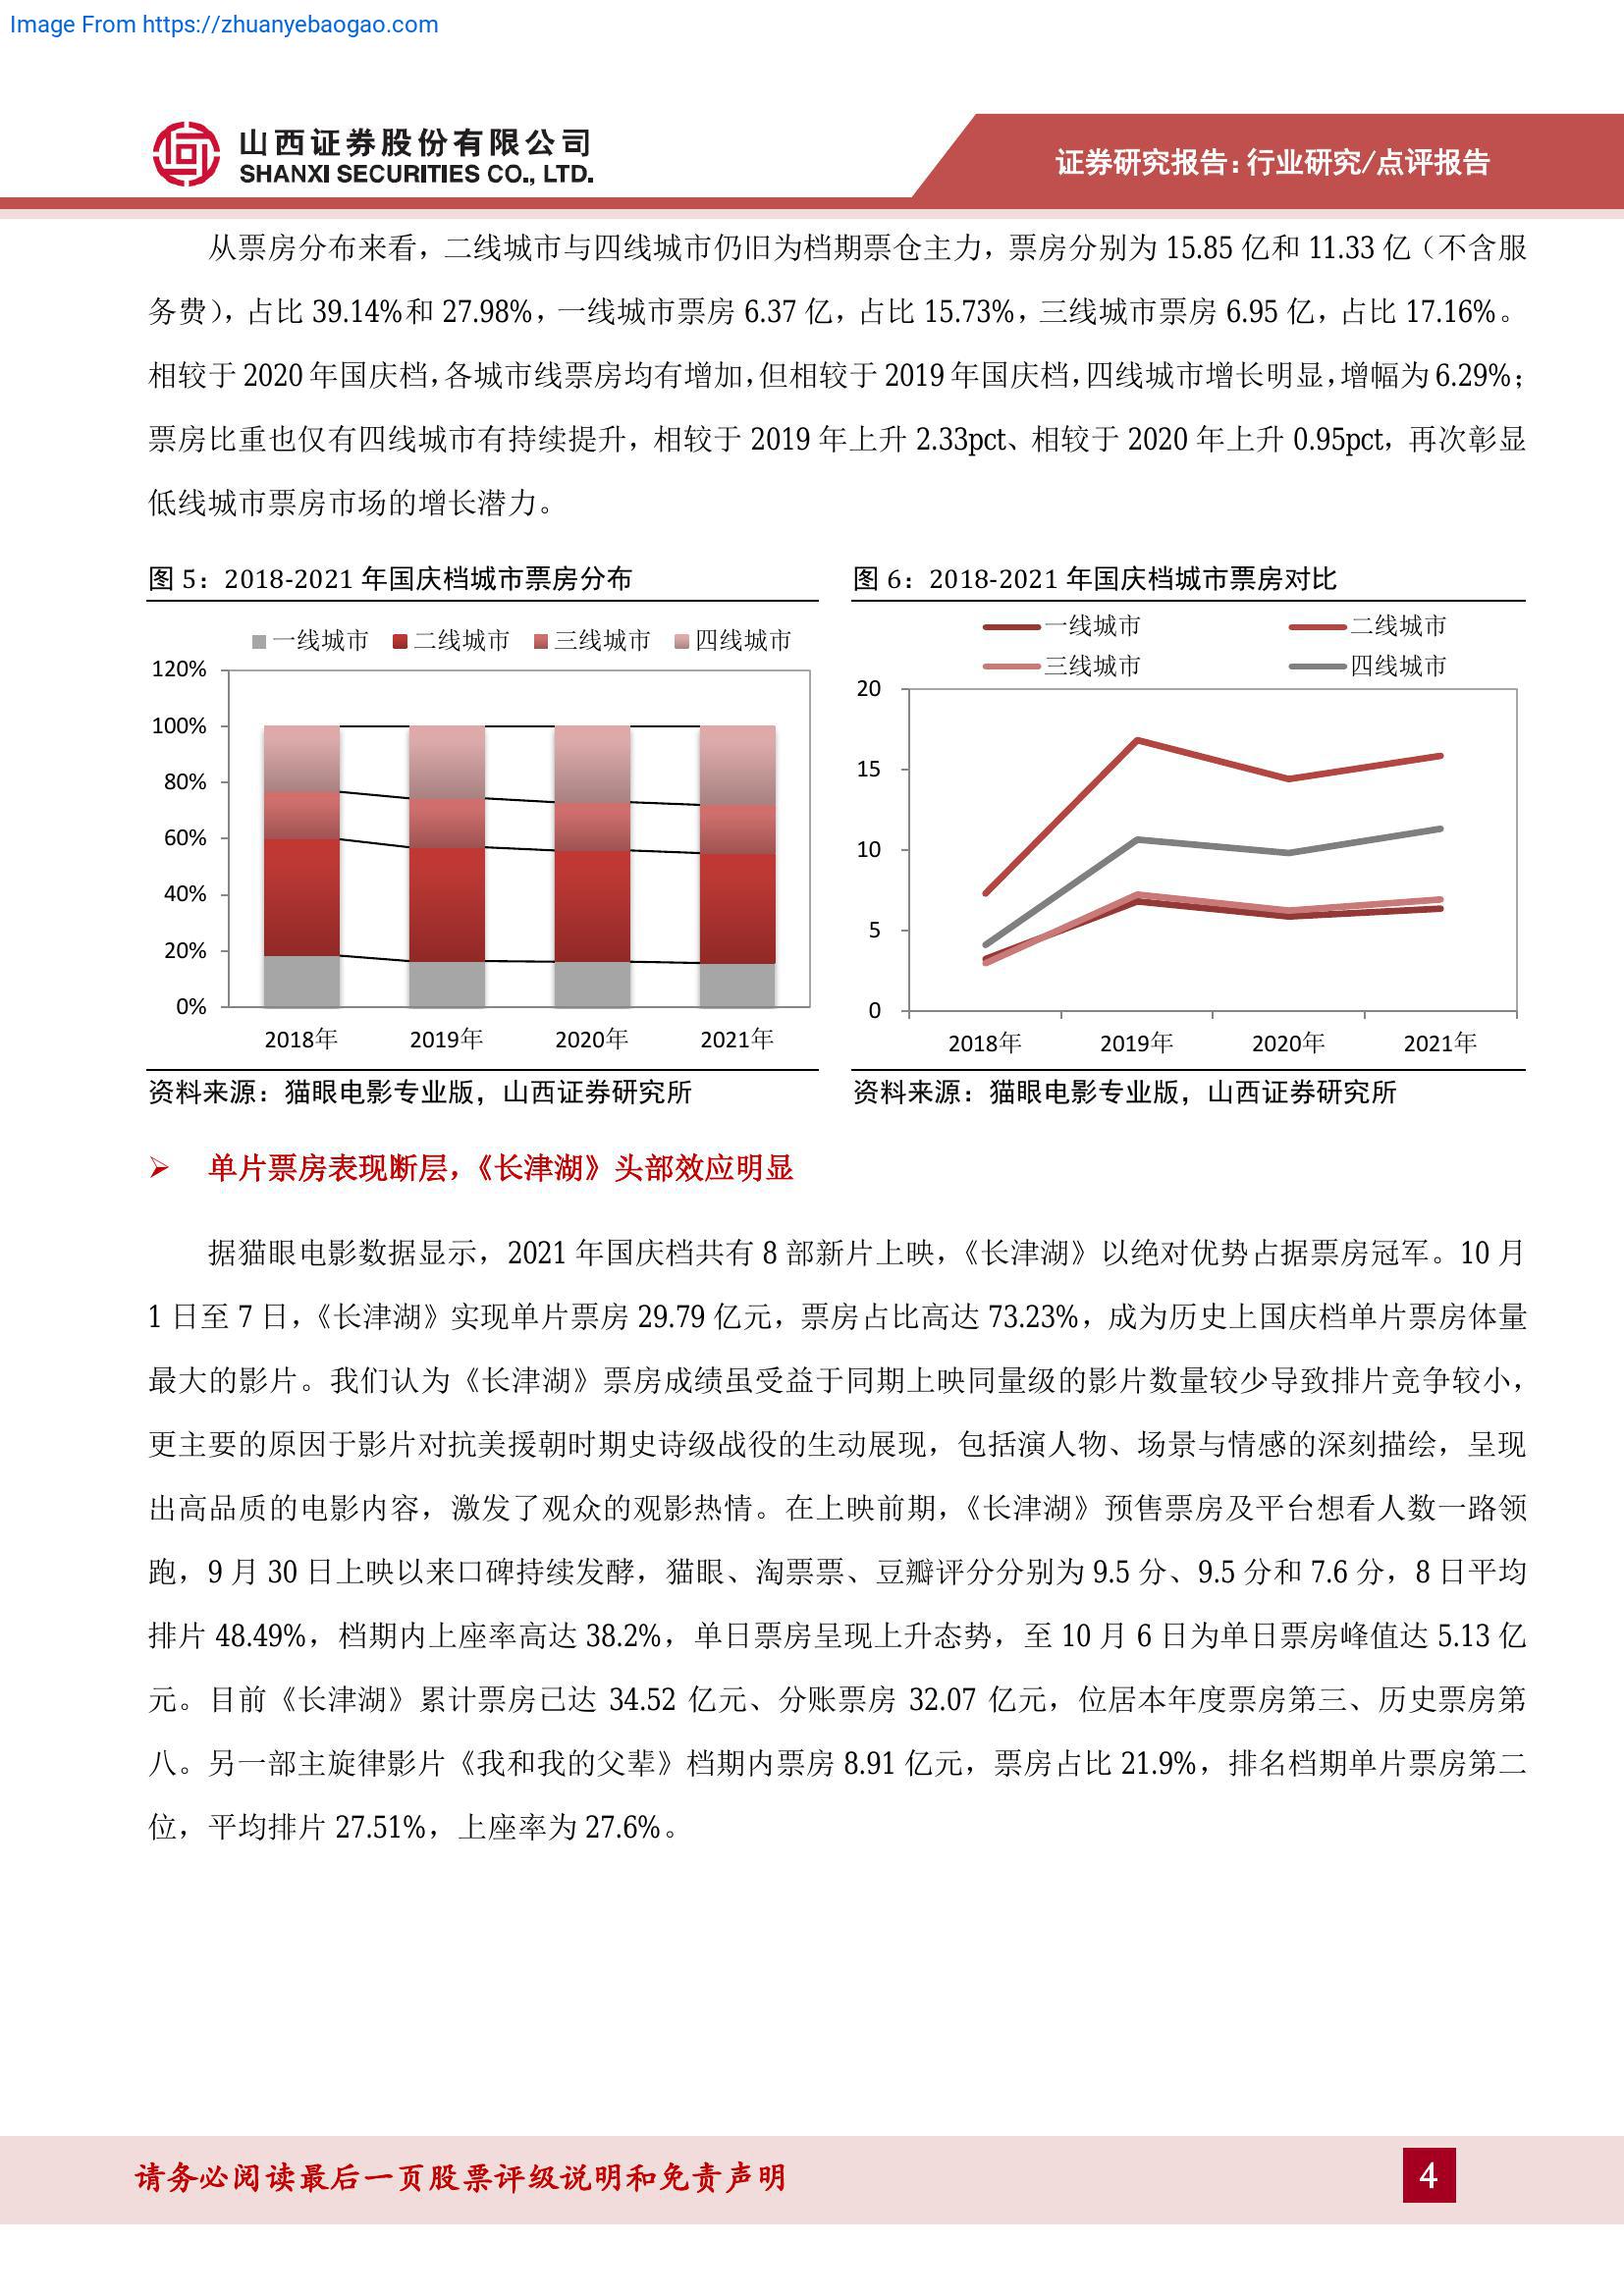 Image From https://zhuanyebaogao.com
山西证券股份有限公司
SHANXI SECURITIES CO., LTD.
证券研究报告:行业研究/点评报告
从票房分布来看，二线城市与四线城市仍旧为档期票仓主力，票房分别为 15.85 亿和 11.33 亿（不含服
务费），占比 39.14%和 27.98%，一线城市票房 6.37 亿，占比 15.73%，三线城市票房 6.95 亿，占比 17.16%。
相较于 2020 年国庆档，各城市线票房均有增加，但相较于 2019 年国庆档，四线城市增长明显，增幅为 6.29%；
票房比重也仅有四线城市有持续提升，相较于 2019 年上升 2.33pct、相较于 2020 年上升 0.95pct，再次彰显
低线城市票房市场的增长潜力。
图 5：2018-2021 年国庆档城市票房分布
一线城市 二线城市 三线城市 四线城市
120%
100%
80%
60%
40%
20%
0%
2018年 2019年 2020年 2021年
资料来源：猫眼电影专业版，山西证券研究所
图 6：2018-2021 年国庆档城市票房对比
一线城市 二线城市
三线城市 四线城市
20
15
10
5
0
2018年 2019年 2020年 2021年
资料来源：猫眼电影专业版，山西证券研究所
➢ 单片票房表现断层，《长津湖》头部效应明显
据猫眼电影数据显示，2021 年国庆档共有 8 部新片上映，《长津湖》以绝对优势占据票房冠军。10 月
1 日至 7 日，《长津湖》实现单片票房 29.79 亿元，票房占比高达 73.23%，成为历史上国庆档单片票房体量
最大的影片。我们认为《长津湖》票房成绩虽受益于同期上映同量级的影片数量较少导致排片竞争较小，
更主要的原因于影片对抗美援朝时期史诗级战役的生动展现，包括演人物、场景与情感的深刻描绘，呈现
出高品质的电影内容，激发了观众的观影热情。在上映前期，《长津湖》预售票房及平台想看人数一路领
跑，9 月 30 日上映以来口碑持续发酵，猫眼、淘票票、豆瓣评分分别为 9.5 分、9.5 分和 7.6 分，8 日平均
排片 48.49%，档期内上座率高达 38.2%，单日票房呈现上升态势，至 10 月 6 日为单日票房峰值达 5.13 亿
元。目前《长津湖》累计票房已达 34.52 亿元、分账票房 32.07 亿元，位居本年度票房第三、历史票房第
八。另一部主旋律影片《我和我的父辈》档期内票房 8.91 亿元，票房占比 21.9%，排名档期单片票房第二
位，平均排片 27.51%，上座率为 27.6%。
请务必阅读最后一页股票评级说明和免责声明
4